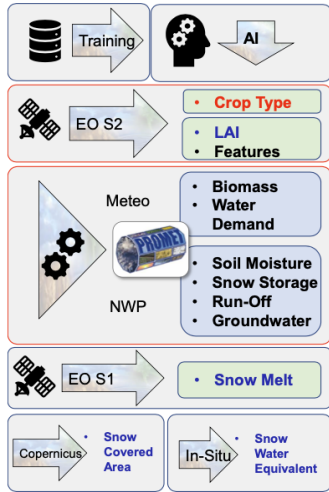 Training
AI
EO S2
• Crop Type
• LAI
• Features
Meteo
PROMET
NWP
• Biomass
• Water
Demand
• Soil Moisture
• Snow Storage
• Run-Off
• Groundwater
EO S1
• Snow Melt
Copernicus
• Snow
Covered
Area
In-Situ
• Snow
Water
Equivalent